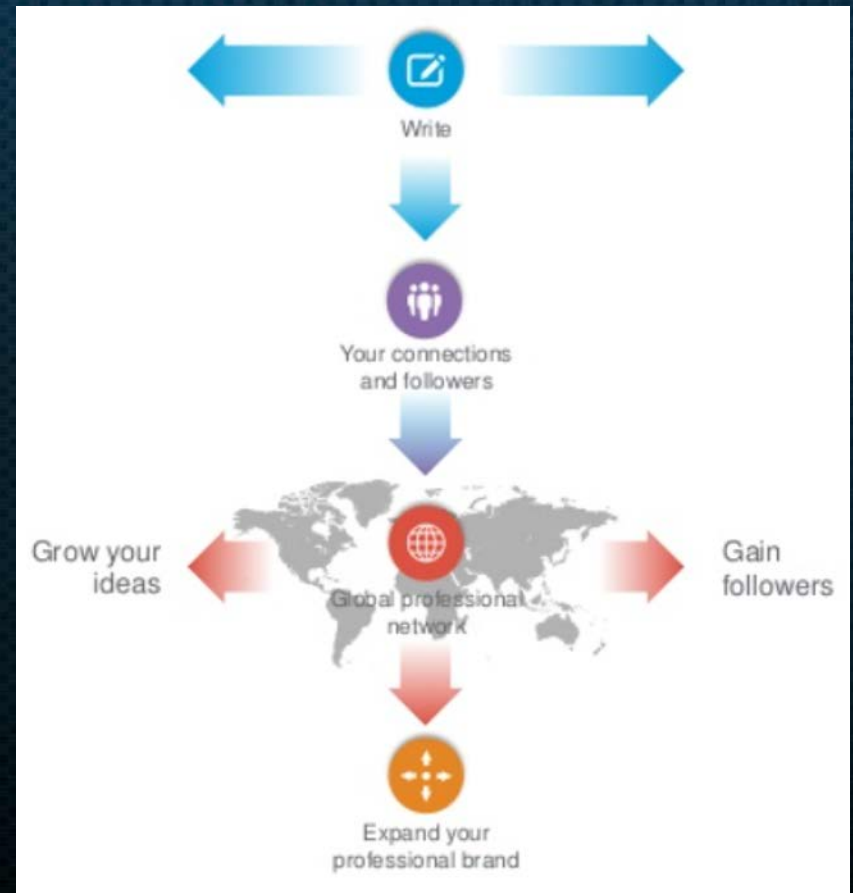 Write
Your connections
and followers
Grow your
ideas
Global professional
network
Gain
followers
Expand your
professional brand